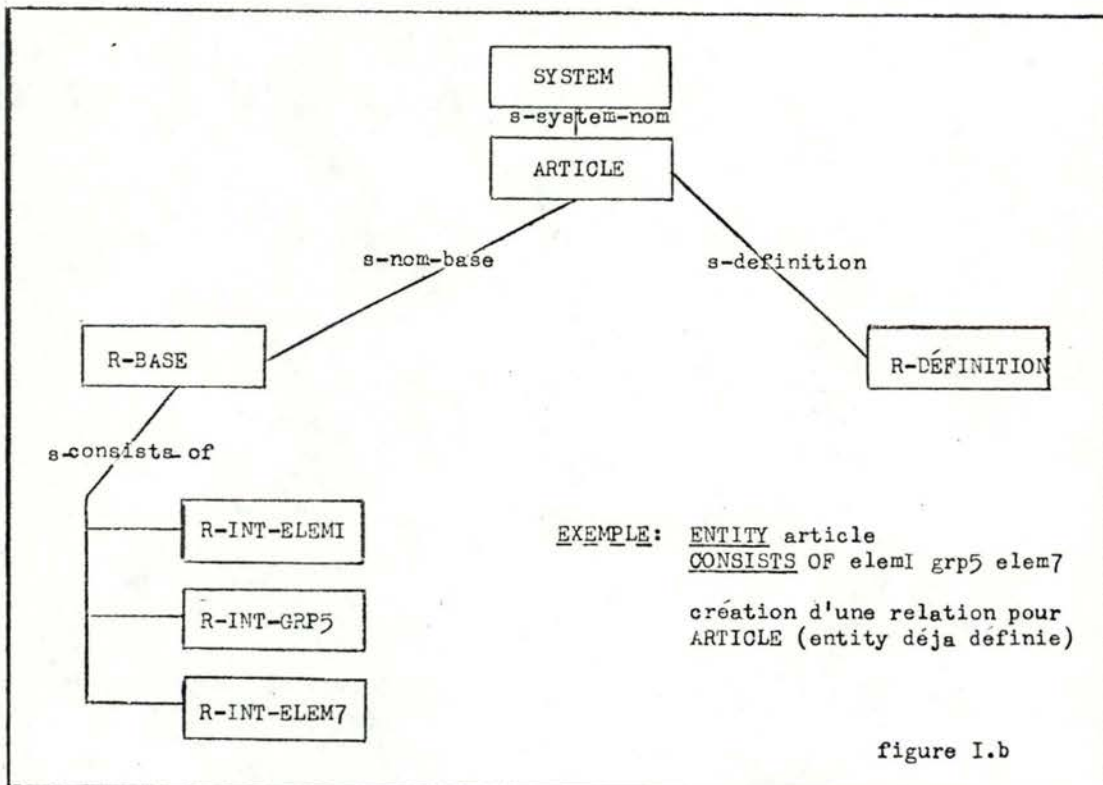 SYSTEM
s-system-nom
ARTICLE
s-nom-base
s-definition
R-BASE
R-DÉFINITION
s-consists of
R-INT-ELEMI
R-INT-GRP5
R-INT-ELEM7
EXEMPLE: ENTITY article
CONSISTS OF elemI grp5 elem7
création d'une relation pour
ARTICLE (entity déja définie)
figure I.b